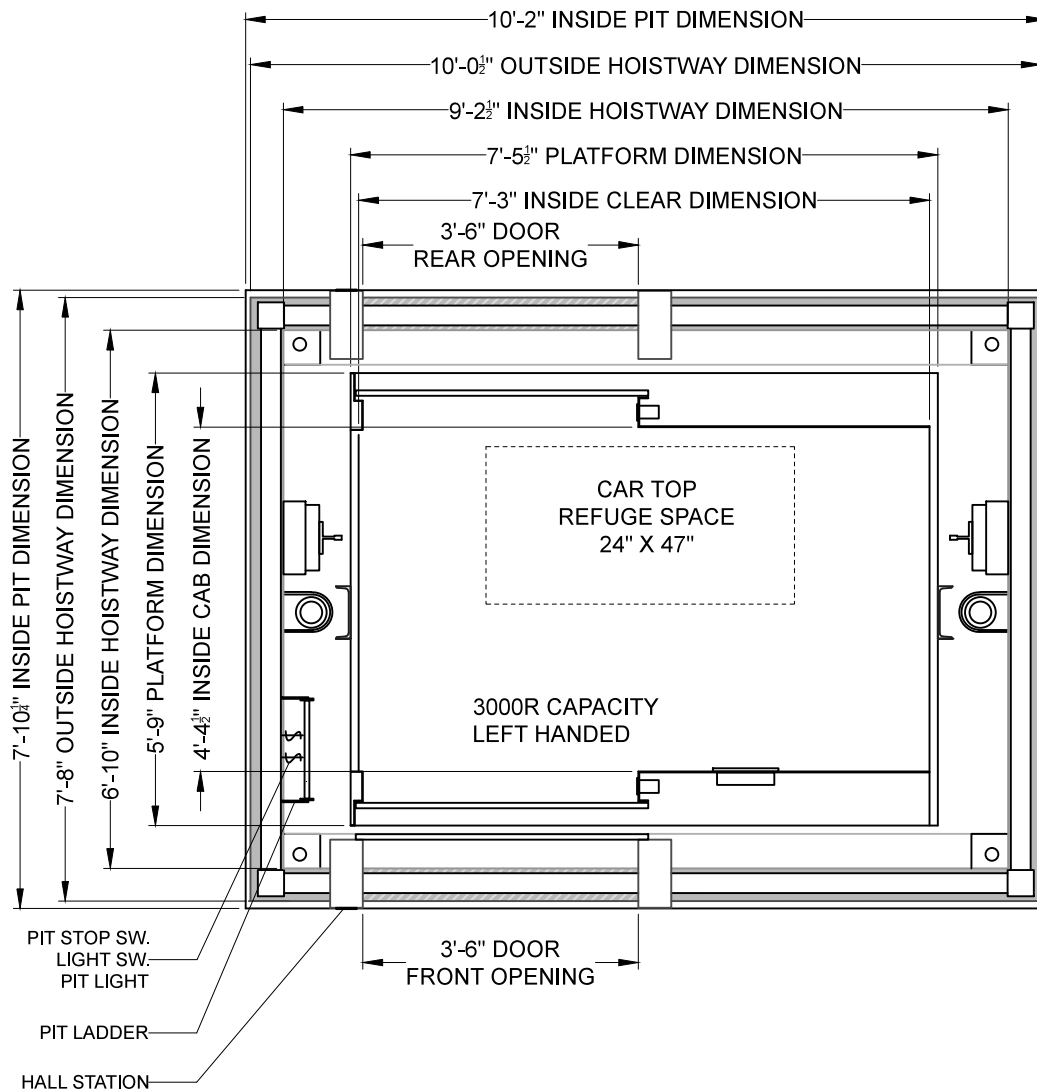 10'-2" INSIDE PIT DIMENSION
10'-0½" OUTSIDE HOISTWAY DIMENSION
9'-2½" INSIDE HOISTWAY DIMENSION
7'-5½" PLATFORM DIMENSION
7'-3" INSIDE CLEAR DIMENSION
3'-6" DOOR
REAR OPENING
7'-10¼" INSIDE PIT DIMENSION
7'-8" OUTSIDE HOISTWAY DIMENSION
6'-10" INSIDE HOISTWAY DIMENSION
5'-9" PLATFORM DIMENSION
4'-4½" INSIDE CAB DIMENSION
CAR TOP
REFUGE SPACE
24" X 47"
3000R CAPACITY
LEFT HANDED
PIT STOP SW.
LIGHT SW.
PIT LIGHT
3'-6" DOOR
FRONT OPENING
PIT LADDER
HALL STATION